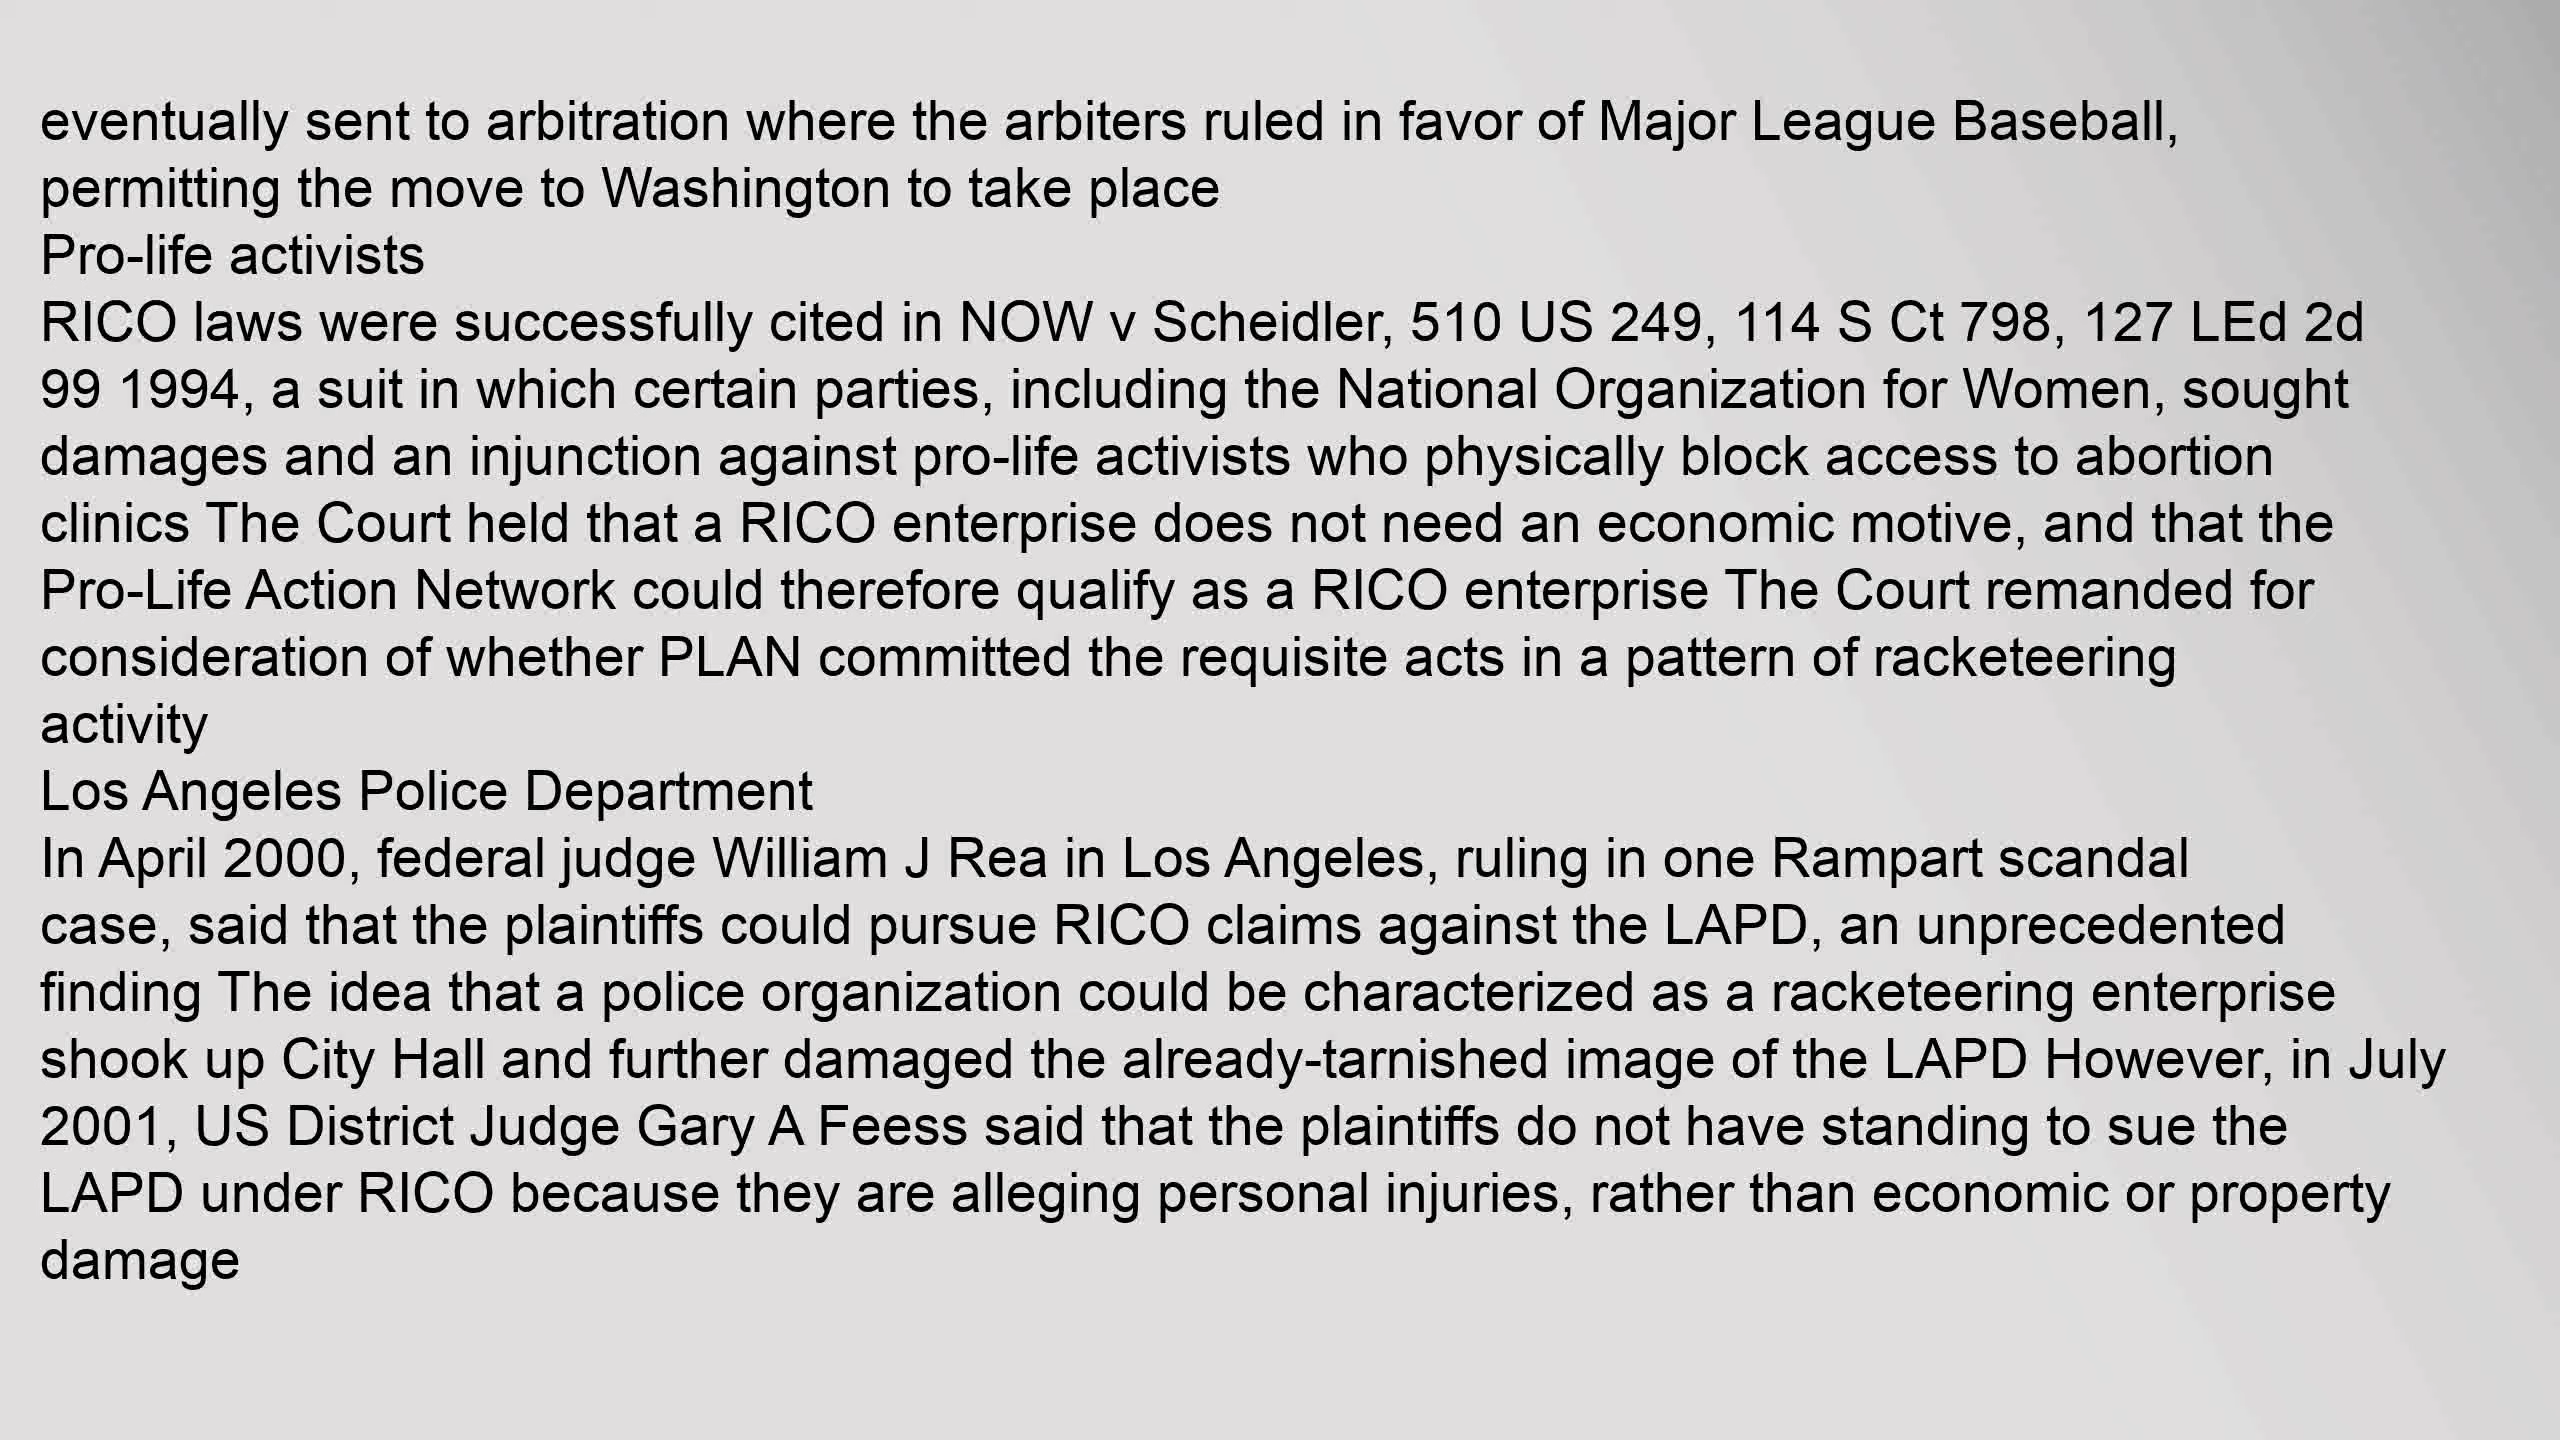 eventually sent to arbitration where the arbiters ruled in favor of Major League Baseball,
permitting the move to Washington to take place
Pro-life activists
RICO laws were successfully cited in NOW v Scheidler, 510 US 249, 114 S Ct 798, 127 LEd 2d
99 1994, a suit in which certain parties, including the National Organization for Women, sought
damages and an injunction against pro-life activists who physically block access to abortion
clinics The Court held that a RICO enterprise does not need an economic motive, and that the
Pro-Life Action Network could therefore qualify as a RICO enterprise The Court remanded for
consideration of whether PLAN committed the requisite acts in a pattern of racketeering
activity
Los Angeles Police Department
In April 2000, federal judge William J Rea in Los Angeles, ruling in one Rampart scandal
case, said that the plaintiffs could pursue RICO claims against the LAPD, an unprecedented
finding The idea that a police organization could be characterized as a racketeering enterprise
shook up City Hall and further damaged the already-tarnished image of the LAPD However, in July
2001, US District Judge Gary A Feess said that the plaintiffs do not have standing to sue the
LAPD under RICO because they are alleging personal injuries, rather than economic or property
damage